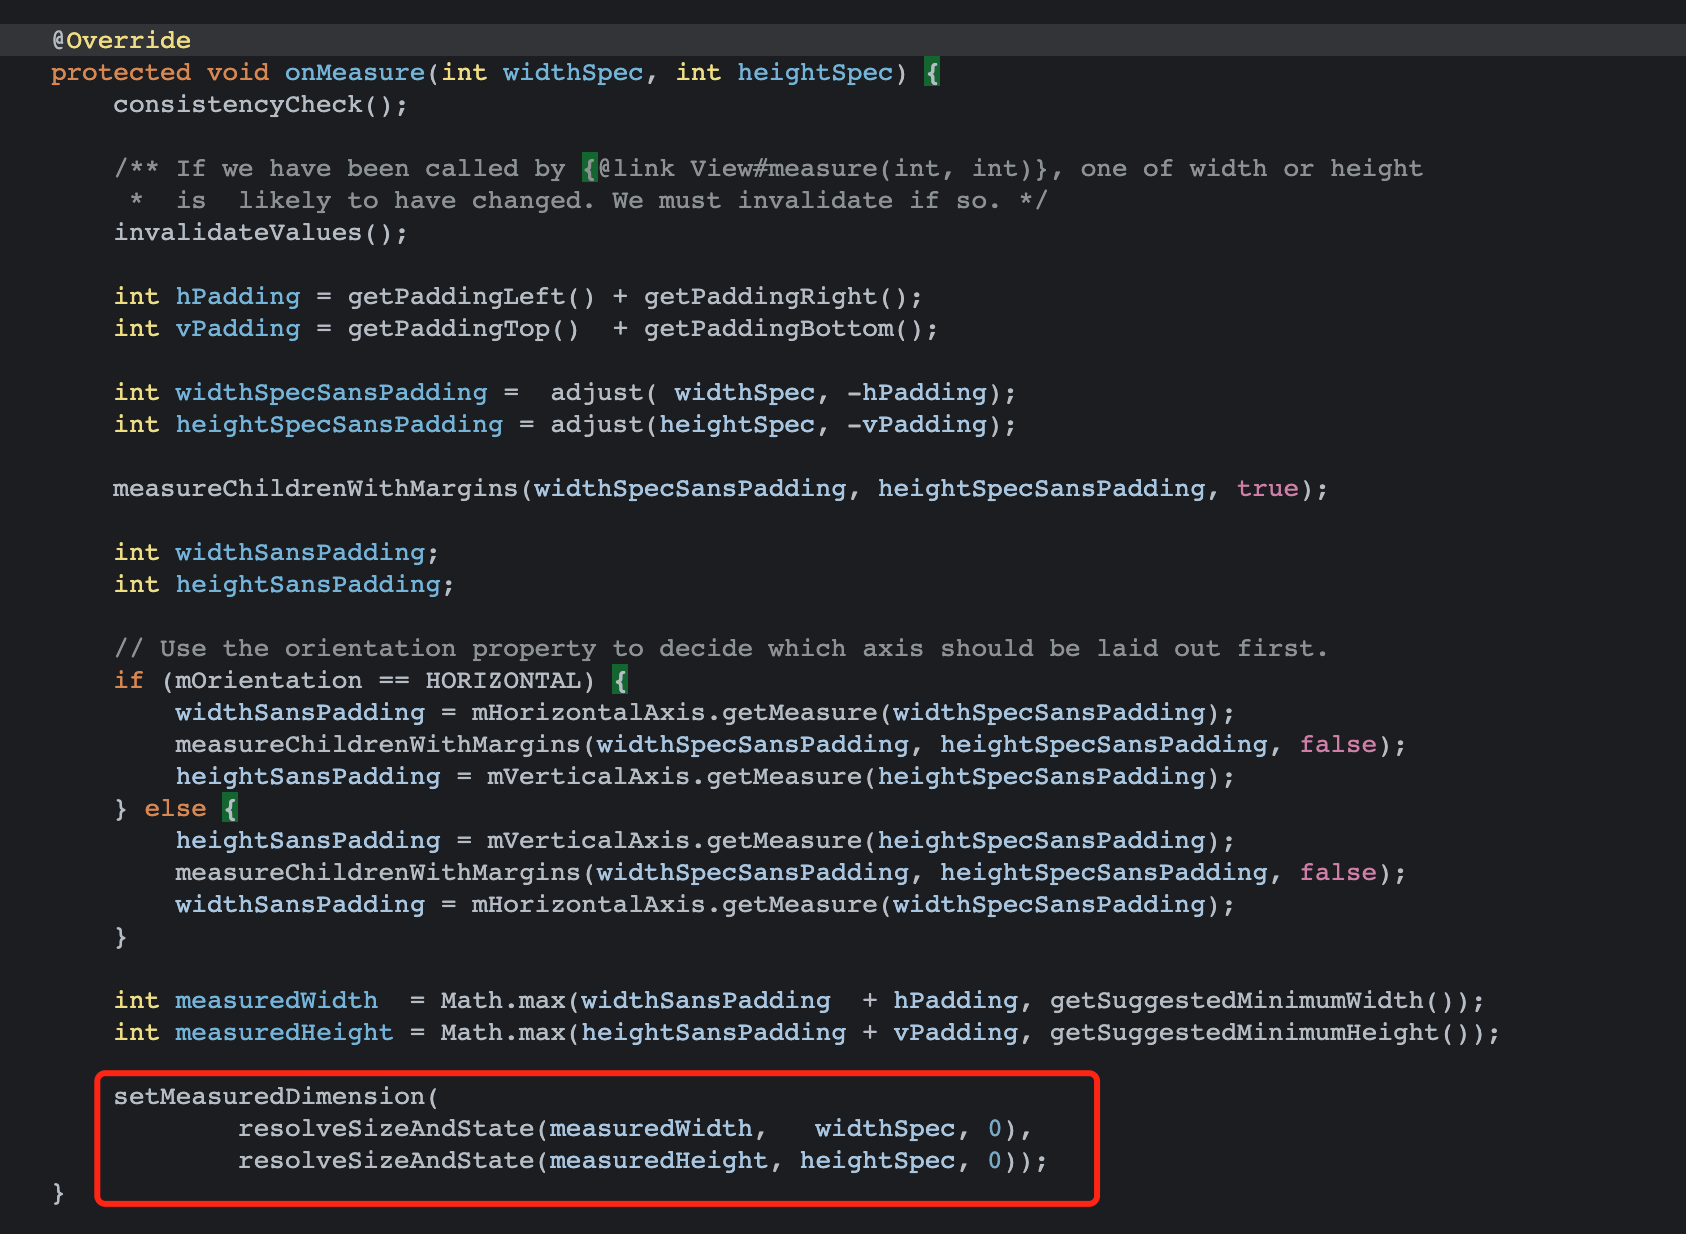 @Override
protected void onMeasure(int widthSpec, int heightSpec) {
    consistencyCheck();

    /** If we have been called by {@link View#measure(int, int)}, one of width or height
     *  is  likely to have changed. We must invalidate if so. */
    invalidateValues();

    int hPadding = getPaddingLeft() + getPaddingRight();
    int vPadding = getPaddingTop()  + getPaddingBottom();

    int widthSpecSansPadding =  adjust( widthSpec, -hPadding);
    int heightSpecSansPadding = adjust(heightSpec, -vPadding);

    measureChildrenWithMargins(widthSpecSansPadding, heightSpecSansPadding, true);

    int widthSansPadding;
    int heightSansPadding;

    // Use the orientation property to decide which axis should be laid out first.
    if (mOrientation == HORIZONTAL) {
        widthSansPadding = mHorizontalAxis.getMeasure(widthSpecSansPadding);
        measureChildrenWithMargins(widthSpecSansPadding, heightSpecSansPadding, false);
        heightSansPadding = mVerticalAxis.getMeasure(heightSpecSansPadding);
    } else {
        heightSansPadding = mVerticalAxis.getMeasure(heightSpecSansPadding);
        measureChildrenWithMargins(widthSpecSansPadding, heightSpecSansPadding, false);
        widthSansPadding = mHorizontalAxis.getMeasure(widthSpecSansPadding);
    }

    int measuredWidth  = Math.max(widthSansPadding  + hPadding, getSuggestedMinimumWidth());
    int measuredHeight = Math.max(heightSansPadding + vPadding, getSuggestedMinimumHeight());

    setMeasuredDimension(
            resolveSizeAndState(measuredWidth,   widthSpec, 0),
            resolveSizeAndState(measuredHeight, heightSpec, 0));
}